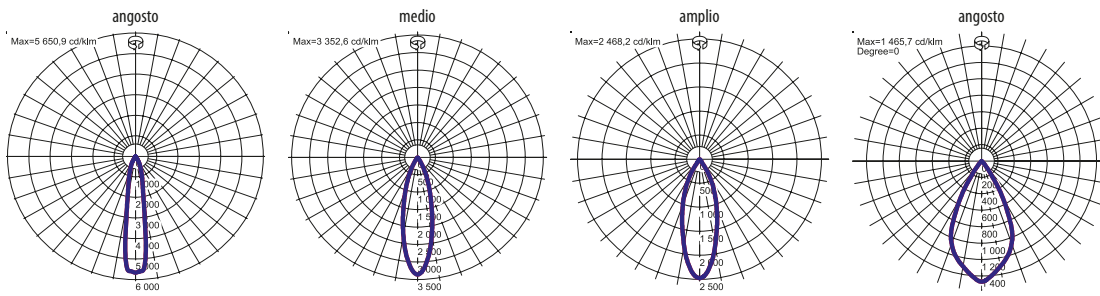 angosto
Max=5 650,9 cd/klm
1 000
2 000
3 000
4 000
5 000
6 000
medio
Max=3 352,6 cd/klm
500
1 000
1 500
2 000
2 500
3 000
3 500
amplio
Max=2 468,2 cd/klm
500
1 000
1 500
2 000
2 500
angosto
Max=1 465,7 cd/klm
Degree=0
200
400
600
800
1 000
1 200
1 400